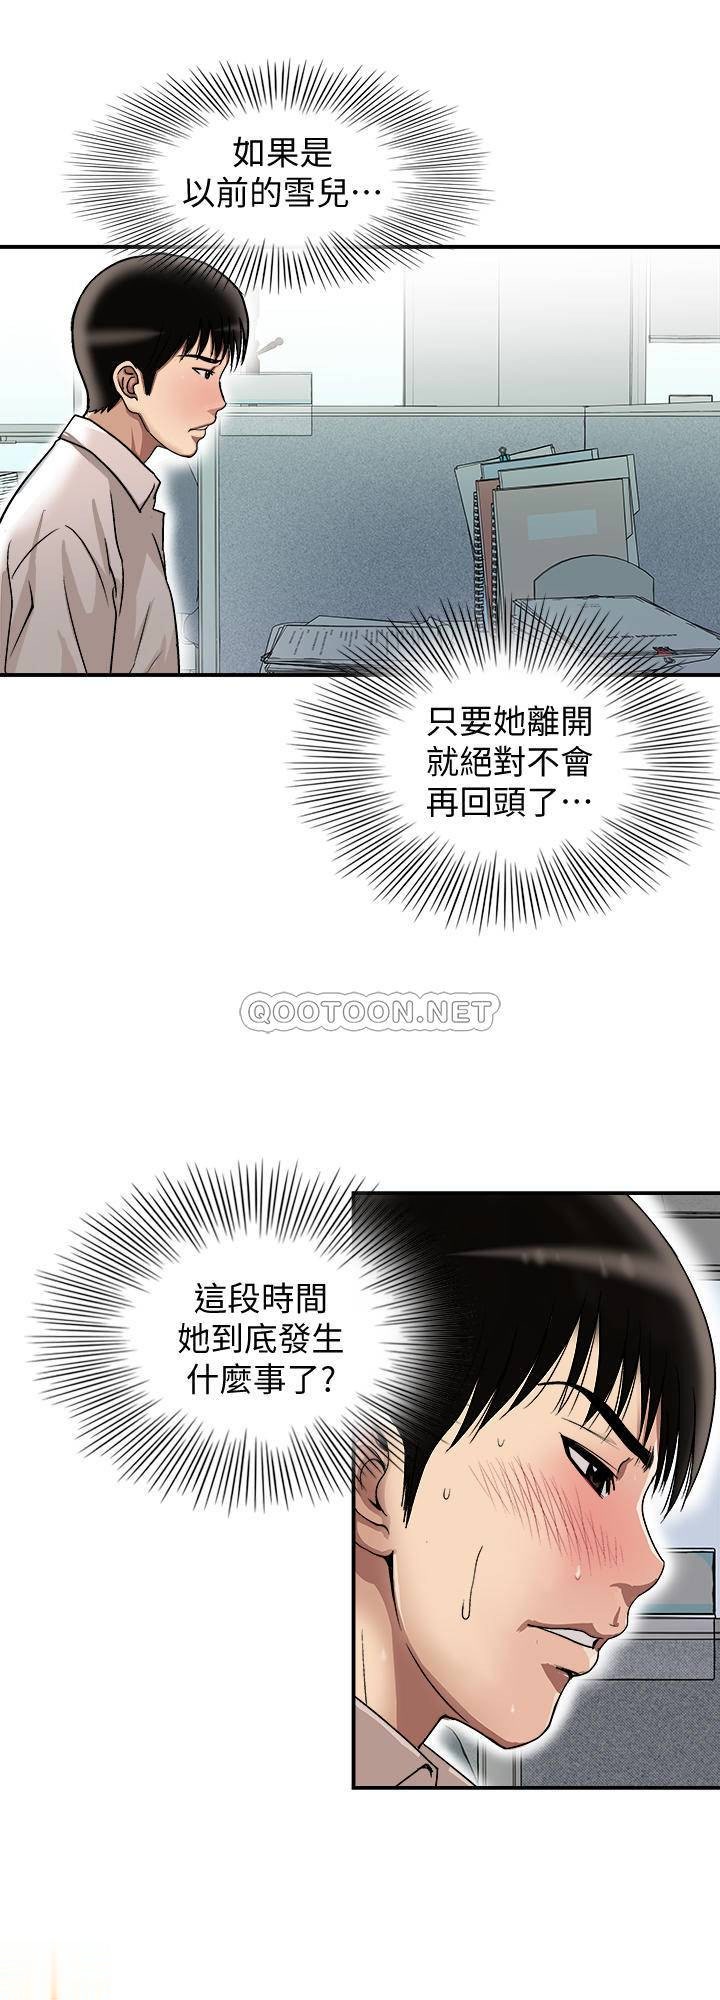 如果是
以前的雪兒⋯
只要她離開
就絕對不會
再回頭了⋯
QOOTOON.NET
這段時間
她到底發生
什麼事了?